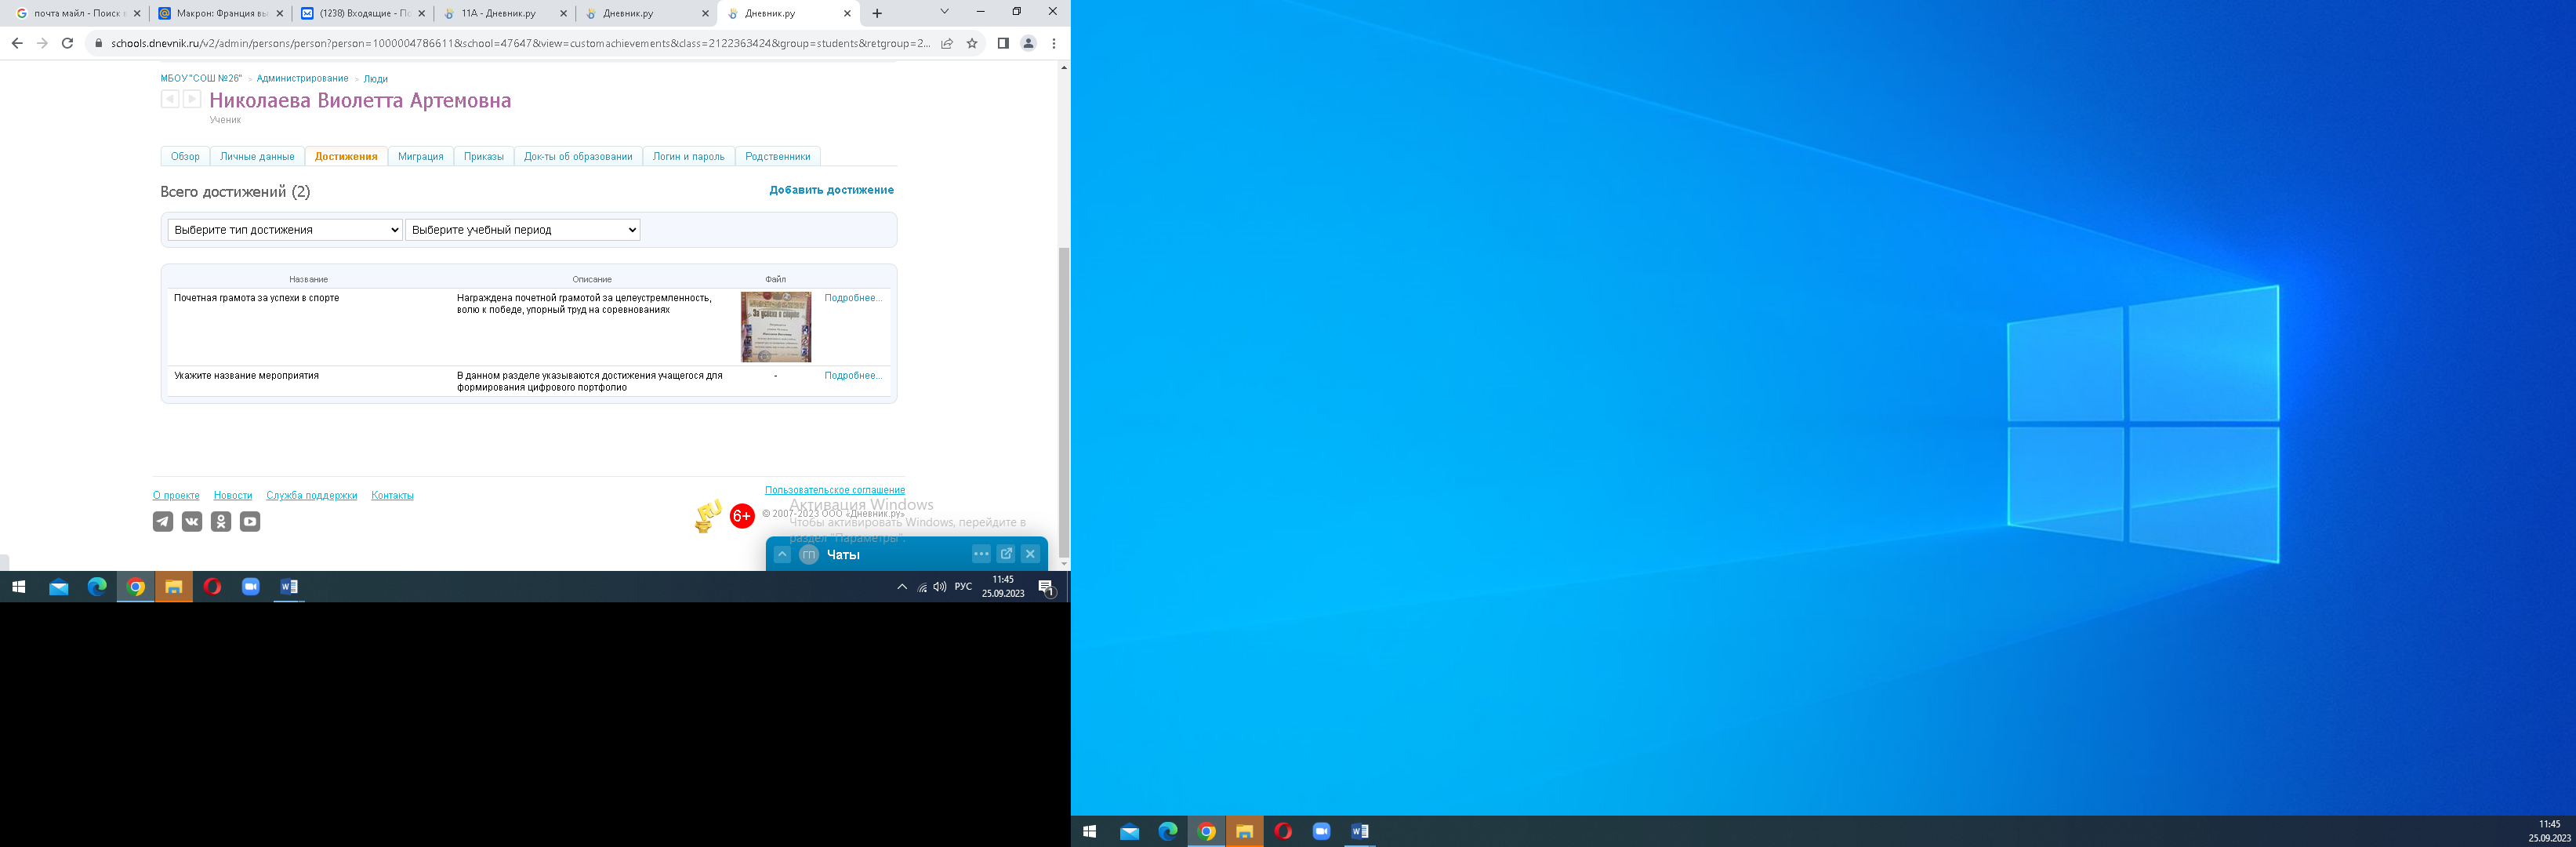 почта майл - Поиск в
Макрон: Франция вы
(1238) Входящие - По
11А - Дневник.ру
Дневник.ру
Дневник.ру
schools.dnevnik.ru/v2/admin/persons/person?person=1000004786611&school=47647&view=customachievements&class=2122363424&group=students&retgroup=2...
МБОУ "СОШ №26" » Администрирование » Люди
Николаева Виолетта Артемовна
Ученик
Обзор Личные данные Достижения Миграция Приказы Док-ты об образовании Логин и пароль Родственники
Всего достижений (2)
Добавить достижение
Выберите тип достижения
Выберите учебный период
Название Описание Файл
Почетная грамота за успехи в спорте
Награждена почетной грамотой за целеустремленность,
волю к победе, упорный труд на соревнованиях
За успехи в спорте
Подробнее...
Укажите название мероприятия
В данном разделе указываются достижения учащегося для
формирования цифрового портфолио
-
Подробнее...
О проекте Новости Служба поддержки Контакты
RU
6+
Пользовательское соглашение
© 2007-2023 ООО «Дневник.ру»
Активация Windows
Чтобы активировать Windows, перейдите в
раздел "Параметры".
ГП Чаты
РУС
11:45
25.09.2023
1
11:45
25.09.2023